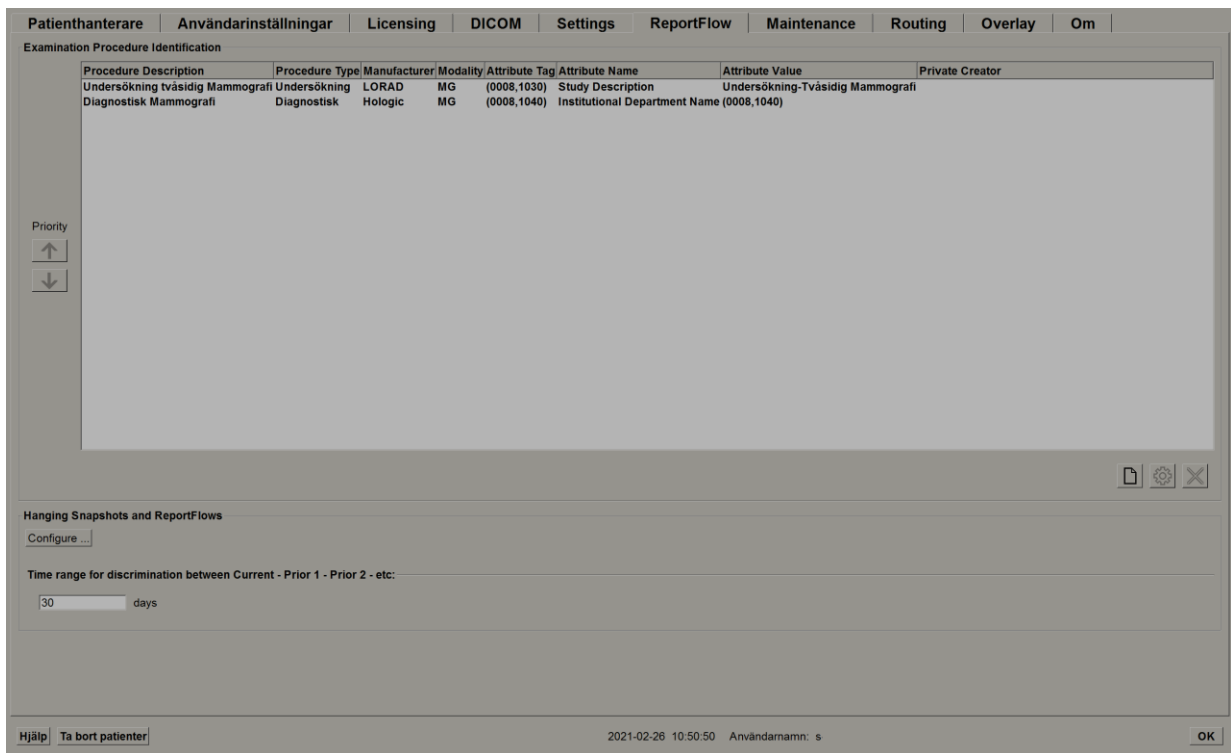 Patienthanterare Användarinställningar Licensing DICOM Settings ReportFlow Maintenance Routing Overlay Om
Examination Procedure Identification
Procedure Description Procedure Type Manufacturer Modality Attribute Tag Attribute Name Attribute Value Private Creator
Undersökning tvåsidig Mammografi Undersökning LORAD MG (0008,1030) Study Description Undersökning-Tvåsidig Mammografi
Diagnostisk Mammografi Diagnostisk Hologic MG (0008,1040) Institutional Department Name (0008,1040)
Priority
Hanging Snapshots and ReportFlows
Configure ...
Time range for discrimination between Current - Prior 1 - Prior 2 - etc:
30 days
Hjälp Ta bort patienter 2021-02-26 10:50:50 Användarnamn: s OK